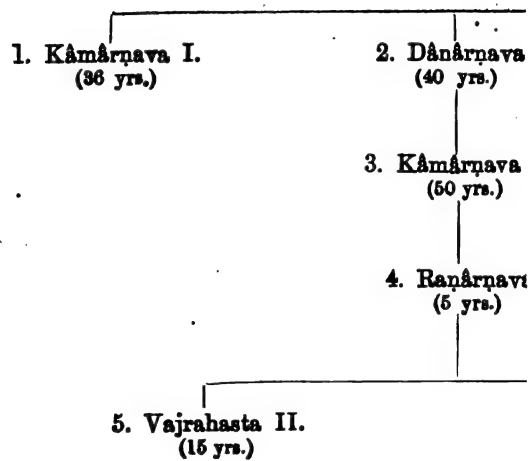 1. Kâmârṇava I. 2. Dânârṇava
(36 yrs.) (40 yrs.)
3. Kâmârṇava
(50 yrs.)
4. Raṇârṇava
(5 yrs.)
5. Vajrahasta II.
(15 yrs.)